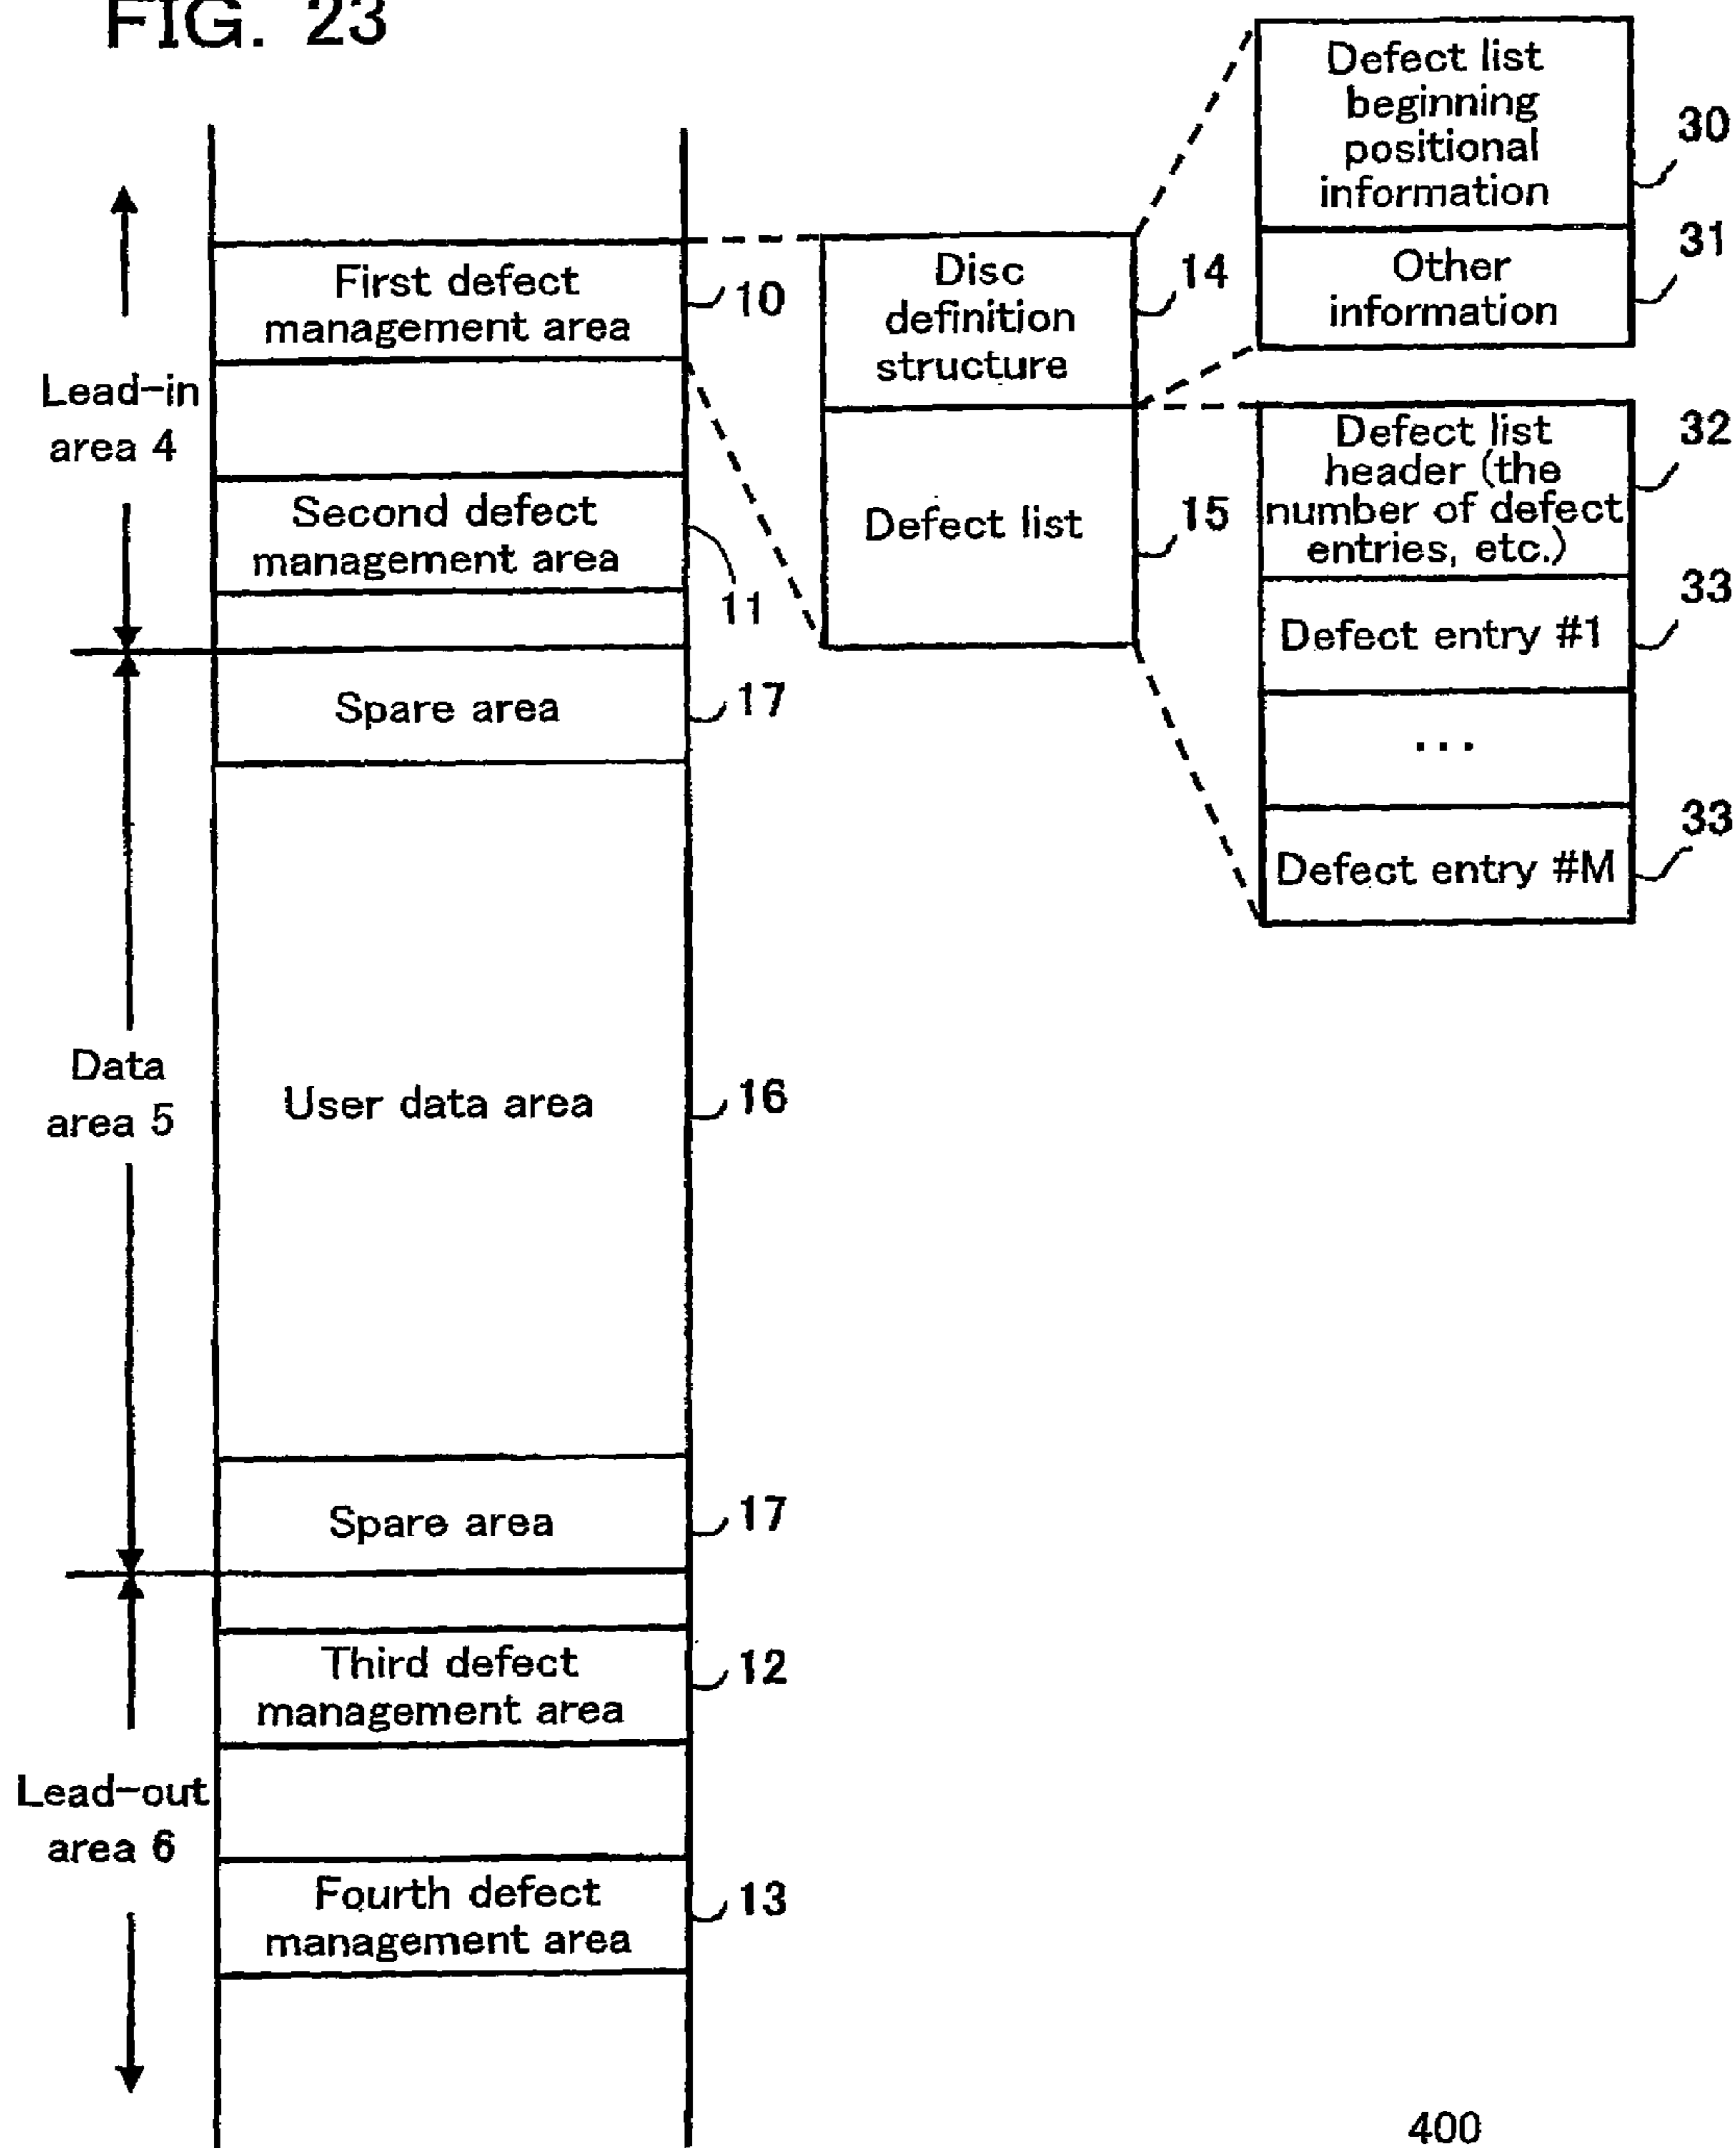 FIG. 23
Lead-in
area 4
Data
area 5
Lead-out
area 6
First defect
management area
10
Second defect
management area
11
Spare area
17
User data area
16
Spare area
17
Third defect
management area
12
Fourth defect
management area
13
Disc
definition
structure
14
Defect list
15
Defect list
beginning
positional
information
30
Other
information
31
Defect list
header (the
number of defect
entries, etc.)
32
Defect entry #1
33
...
Defect entry #M
33
400